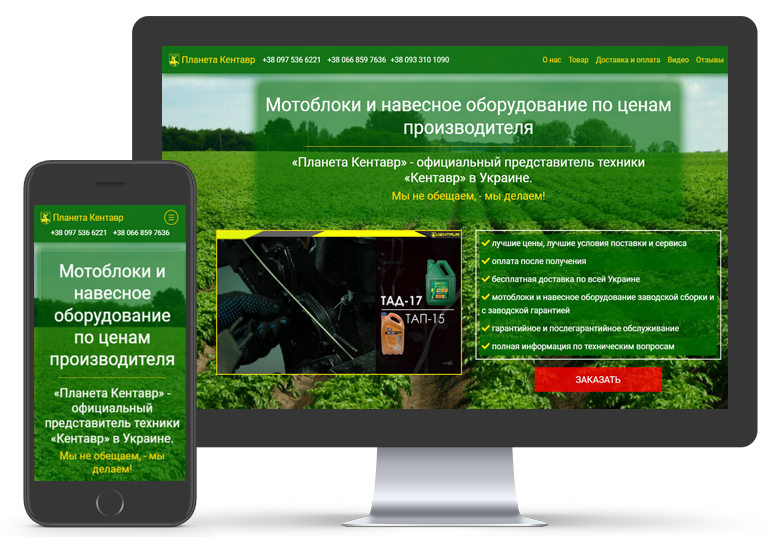 Планета Кентавр +38 097 536 6221 +38 066 859 7636 +38 093 310 1090 О нас Товар Доставка и оплата Видео Отзывы
Мотоблоки и навесное оборудование по ценам
производителя
«Планета Кентавр» - официальный представитель техники
«Кентавр» в Украине.
Мы не обещаем, - мы делаем!
KENTAVR
ТАД-17
ТАП-15
лучшие цены, лучшие условия поставки и сервиса
оплата после получения
бесплатная доставка по всей Украине
мотоблоки и навесное оборудование заводской сборки и
с заводской гарантией
гарантийное и послегарантийное обслуживание
полная информация по техническим вопросам
ЗАКАЗАТЬ
Планета Кентавр
+38 097 536 6221 +38 066 859 7636
Мотоблоки и
навесное
оборудование
по ценам
производителя
«Планета Кентавр» -
официальный
представитель техники
«Кентавр» в Украине.
Мы не обещаем, - мы
делаем!